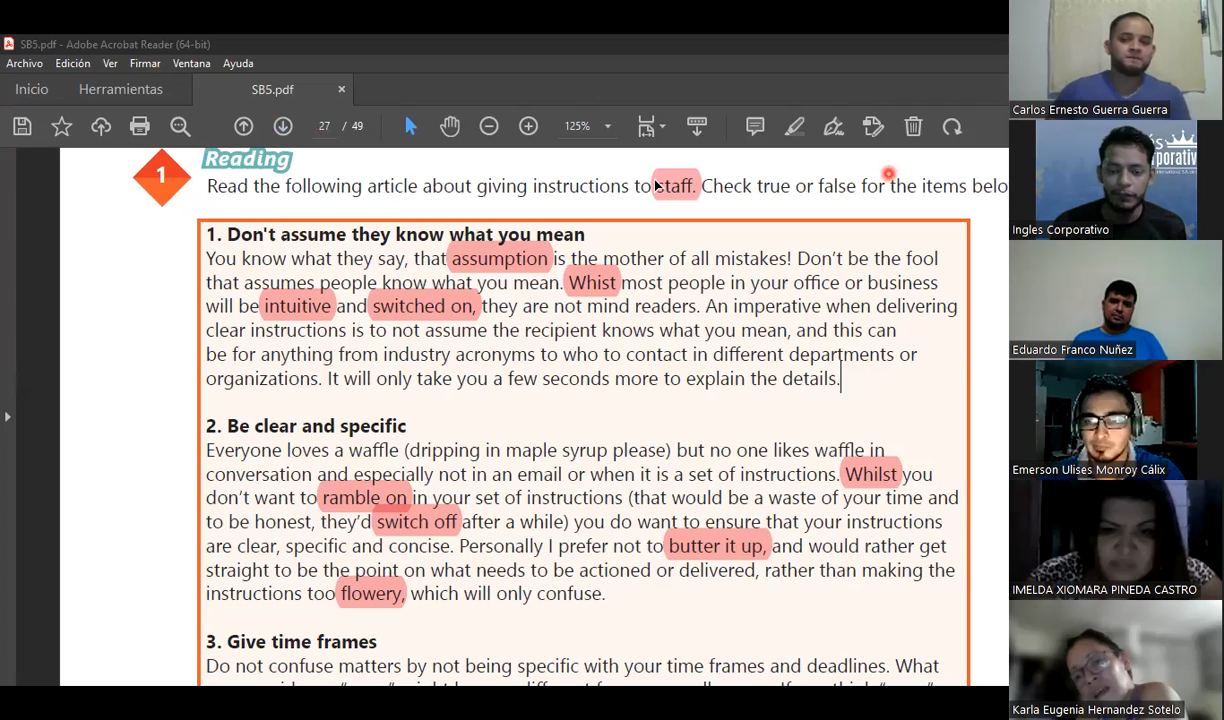 SB5.pdf - Adobe Acrobat Reader (64-bit)
Archivo Edición Ver Firmar Ventana Ayuda
Inicio Herramientas SB5.pdf ×
27 / 49 125%
1
Reading
Read the following article about giving instructions to staff. Check true or false for the items belo
1. Don't assume they know what you mean
You know what they say, that assumption is the mother of all mistakes! Don't be the fool
that assumes people know what you mean. Whist most people in your office or business
will be intuitive and switched on, they are not mind readers. An imperative when delivering
clear instructions is to not assume the recipient knows what you mean, and this can
be for anything from industry acronyms to who to contact in different departments or
organizations. It will only take you a few seconds more to explain the details.
2. Be clear and specific
Everyone loves a waffle (dripping in maple syrup please) but no one likes waffle in
conversation and especially not in an email or when it is a set of instructions. Whilst you
don't want to ramble on in your set of instructions (that would be a waste of your time and
to be honest, they'd switch off after a while) you do want to ensure that your instructions
are clear, specific and concise. Personally I prefer not to butter it up, and would rather get
straight to be the point on what needs to be actioned or delivered, rather than making the
instructions too flowery, which will only confuse.
3. Give time frames
Do not confuse matters by not being specific with your time frames and deadlines. What
Carlos Ernesto Guerra Guerra
Ingles Corporativo
Eduardo Franco Nuñez
Emerson Ulises Monroy Cálix
IMELDA XIOMARA PINEDA CASTRO
Karla Eugenia Hernandez Sotelo